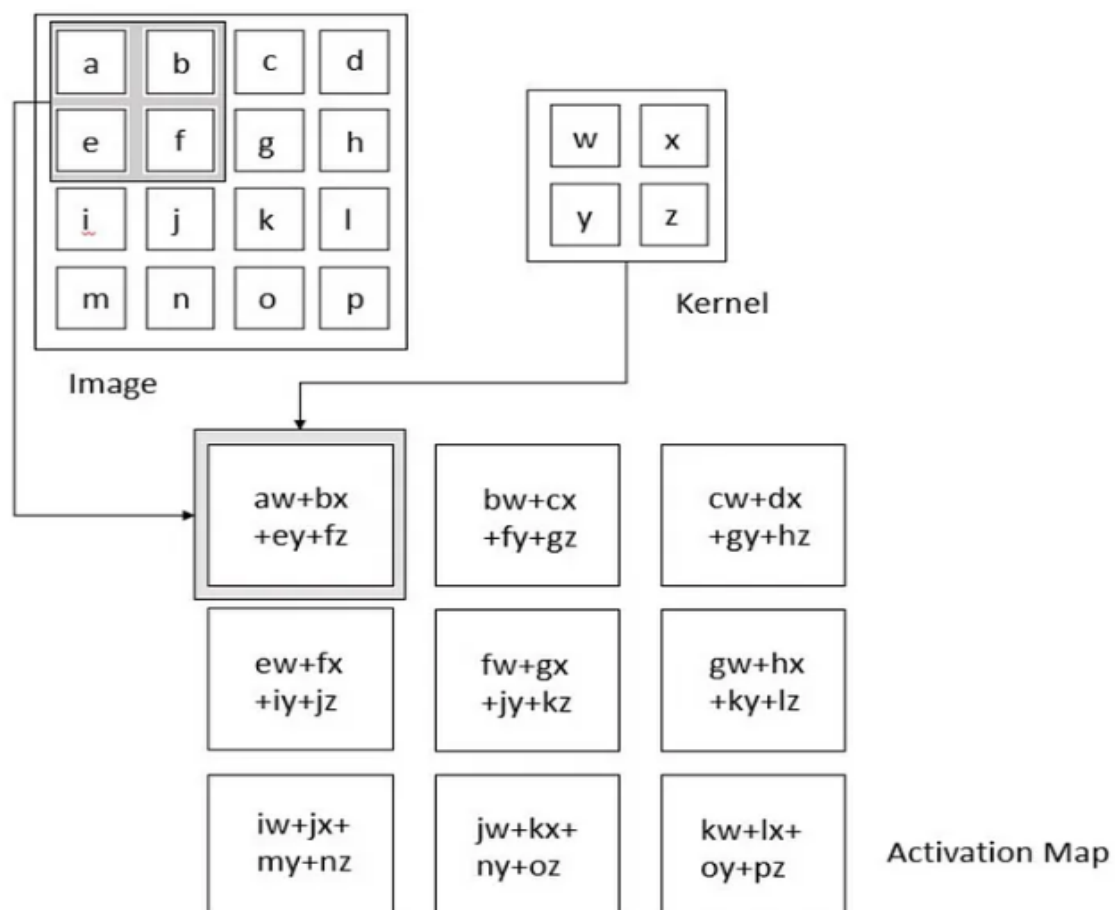 a b c d
e f g h
i j k l
m n o p
Image
w x
y z
Kernel
aw+bx
+ey+fz
bw+cx
+fy+gz
cw+dx
+gy+hz
ew+fx
+iy+jz
fw+gx
+jy+kz
gw+hx
+ky+lz
iw+jx+
my+nz
jw+kx+
ny+oz
kw+lx+
oy+pz
Activation Map